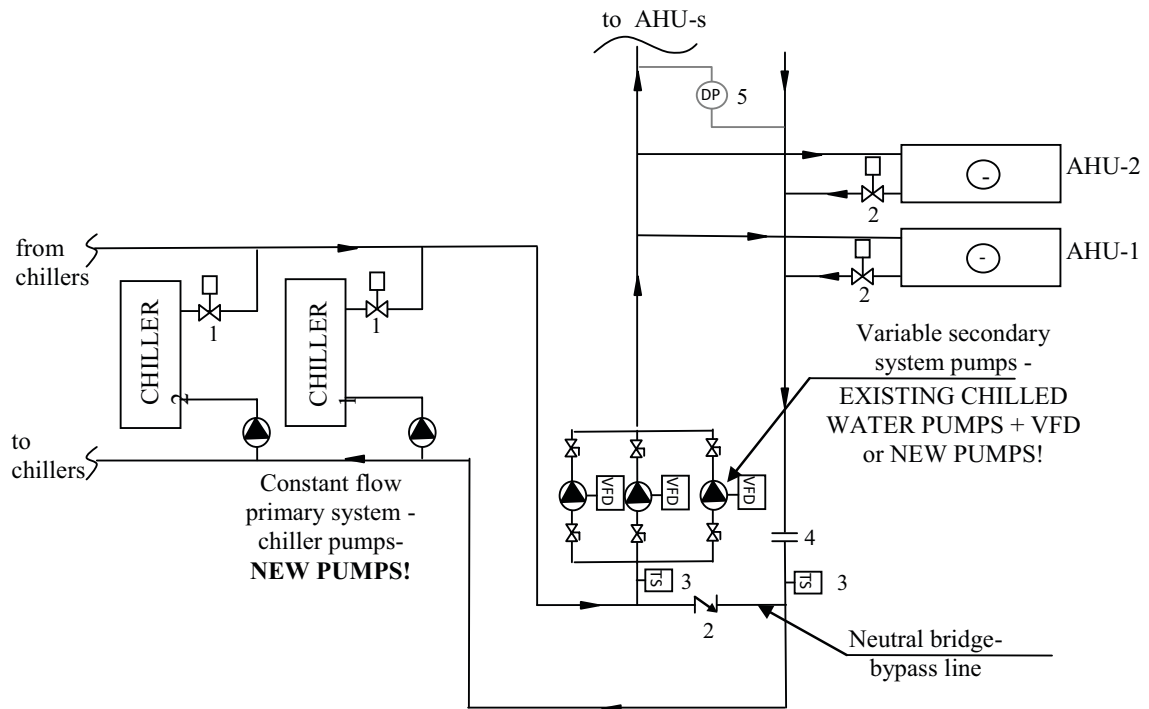 to AHU-s
DP
5
AHU-2
2
AHU-1
2
from
chillers
CHILLER
2
1
CHILLER
1
1
to
chillers
Constant flow
primary system -
chiller pumps-
NEW PUMPS!
Variable secondary
system pumps -
EXISTING CHILLED
WATER PUMPS + VFD
or NEW PUMPS!
VFD
VFD
VFD
4
TS
3
TS
3
2
Neutral bridge-
bypass line